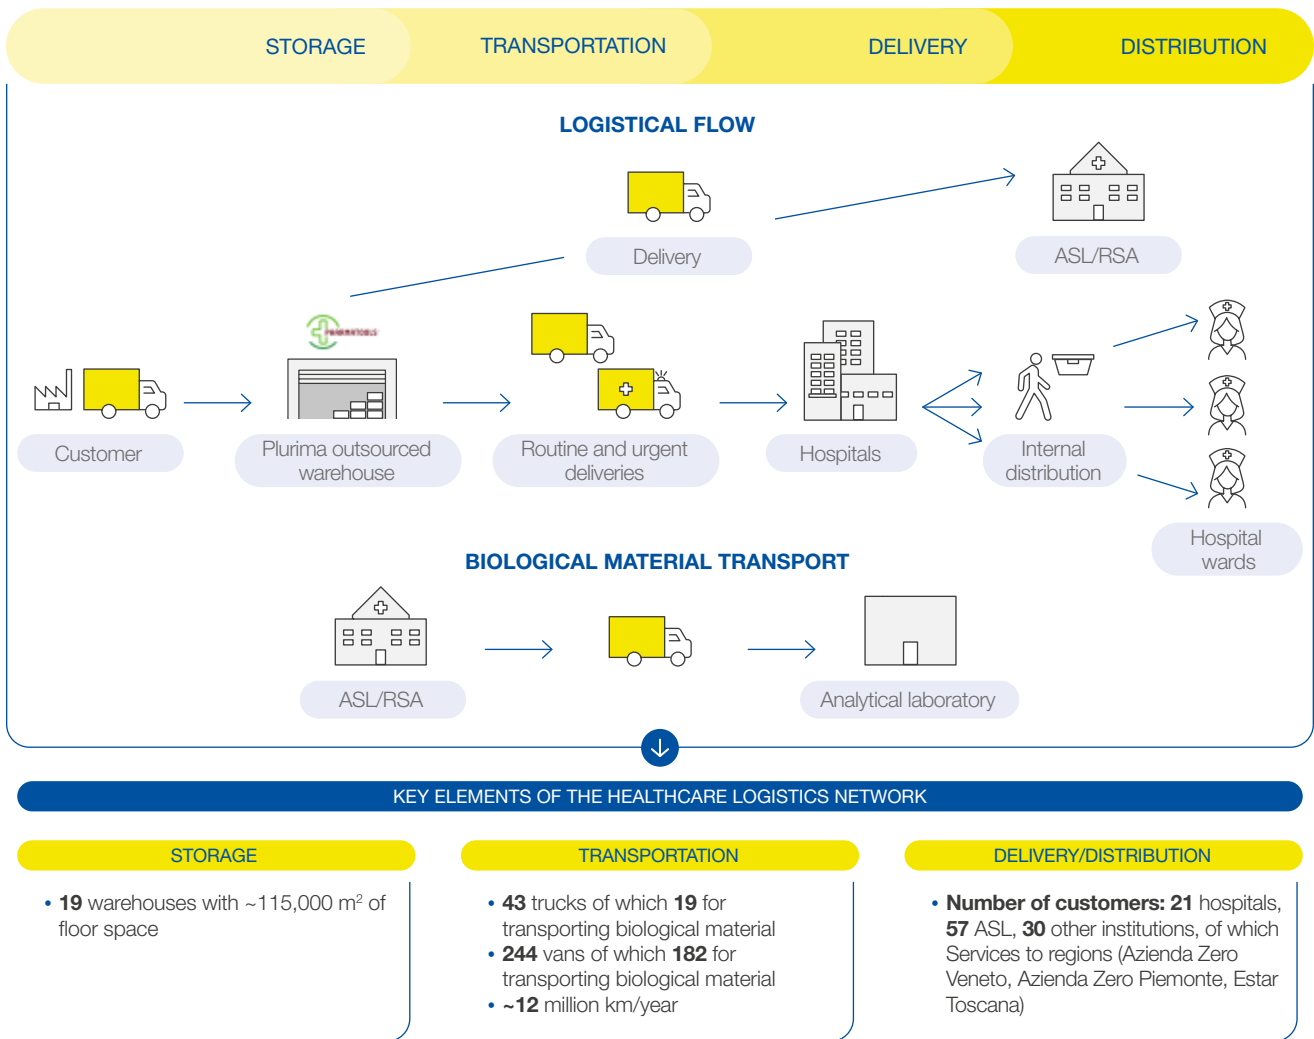 STORAGE
TRANSPORTATION
DELIVERY
DISTRIBUTION
LOGISTICAL FLOW
Delivery
ASL/RSA
Customer
Plurima outsourced
warehouse
Routine and urgent
deliveries
Hospitals
Internal
distribution
Hospital
wards
BIOLOGICAL MATERIAL TRANSPORT
ASL/RSA
Analytical laboratory
KEY ELEMENTS OF THE HEALTHCARE LOGISTICS NETWORK
STORAGE
• 19 warehouses with ~115,000 m² of
floor space
TRANSPORTATION
• 43 trucks of which 19 for
transporting biological material
• 244 vans of which 182 for
transporting biological material
• ~12 million km/year
DELIVERY/DISTRIBUTION
• Number of customers: 21 hospitals,
57 ASL, 30 other institutions, of which
Services to regions (Azienda Zero
Veneto, Azienda Zero Piemonte, Estar
Toscana)